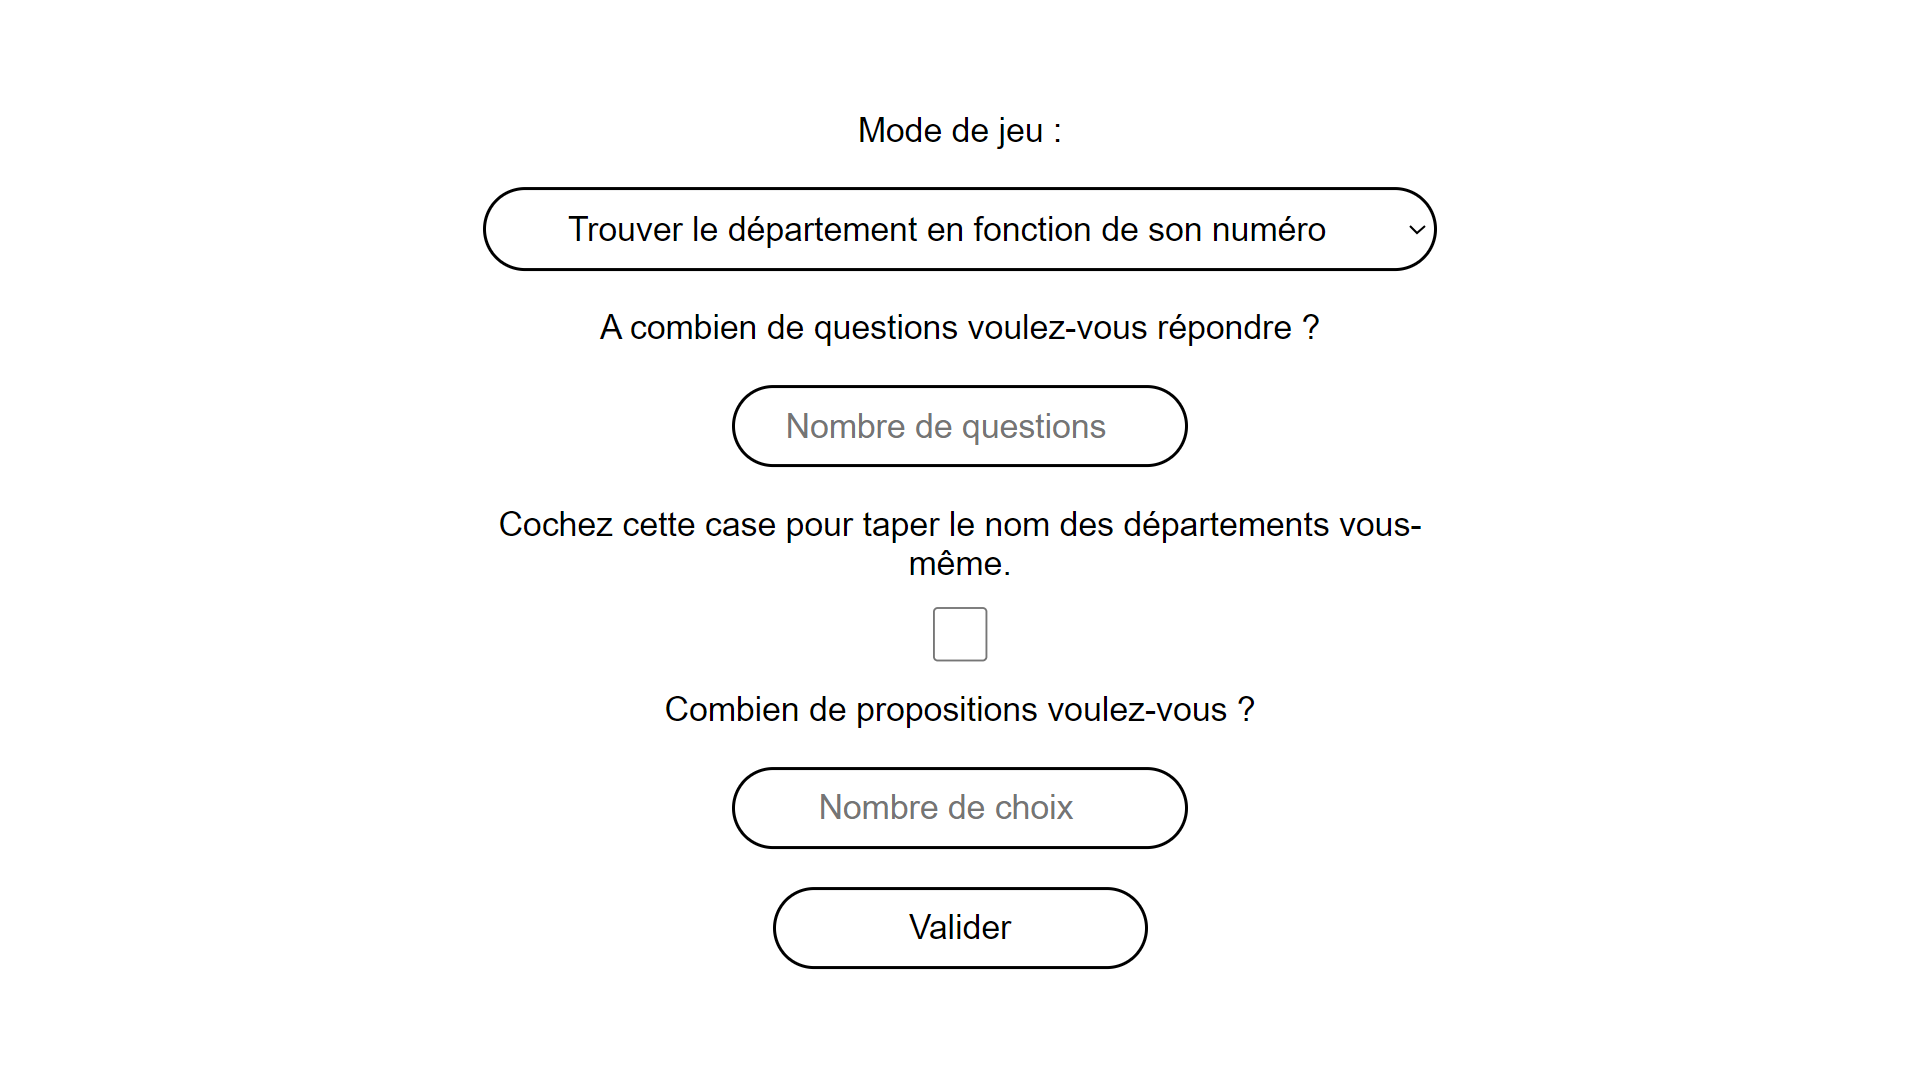 Mode de jeu :
Trouver le département en fonction de son numéro
A combien de questions voulez-vous répondre ?
Nombre de questions
Cochez cette case pour taper le nom des départements vous-
même.
Combien de propositions voulez-vous ?
Nombre de choix
Valider